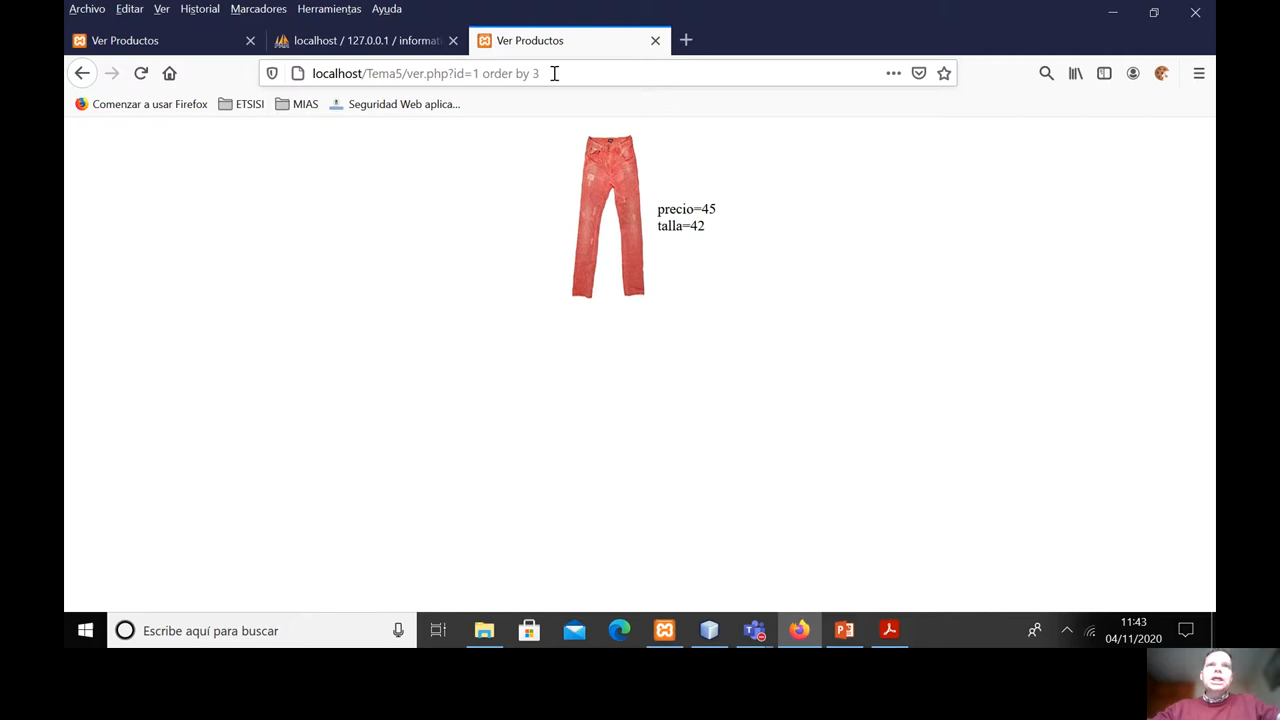 Archivo Editar Ver Historial Marcadores Herramientas Ayuda
Ver Productos
localhost / 127.0.0.1 / informat
Ver Productos
localhost/Tema5/ver.php?id=1 order by 3
Comenzar a usar Firefox
ETSISI
MIAS
Seguridad Web aplica...
precio=45
talla=42
Escribe aquí para buscar
11:43
04/11/2020